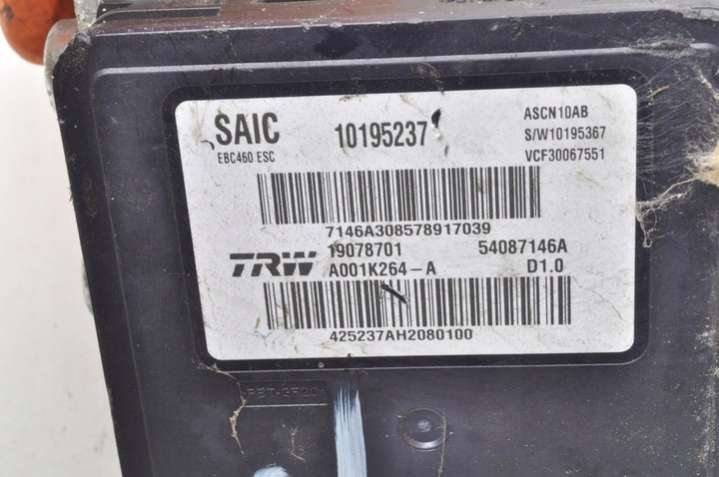 SAIC 10195237 ASCN10AB
EBC460 ESC S/W10195367
VCF30067551
7146A308578917039
19078701 54087146A
TRW A001K264-A D1.0
425237AH2080100